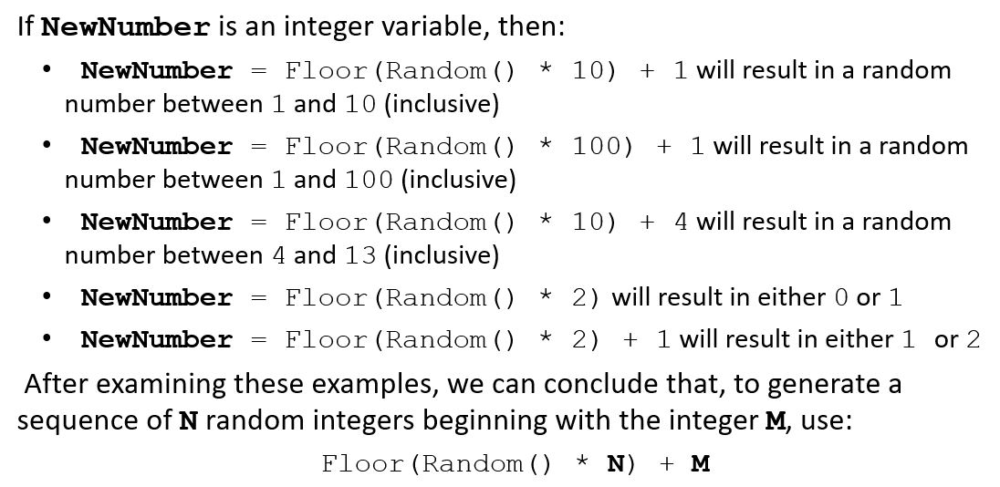 If NewNumber is an integer variable, then:
• NewNumber = Floor(Random() * 10) + 1 will result in a random
number between 1 and 10 (inclusive)
• NewNumber = Floor(Random() * 100) + 1 will result in a random
number between 1 and 100 (inclusive)
• NewNumber = Floor(Random() * 10) + 4 will result in a random
number between 4 and 13 (inclusive)
• NewNumber = Floor(Random() * 2) will result in either 0 or 1
• NewNumber = Floor(Random() * 2) + 1 will result in either 1 or 2
After examining these examples, we can conclude that, to generate a
sequence of N random integers beginning with the integer M, use:
Floor(Random() * N) + M